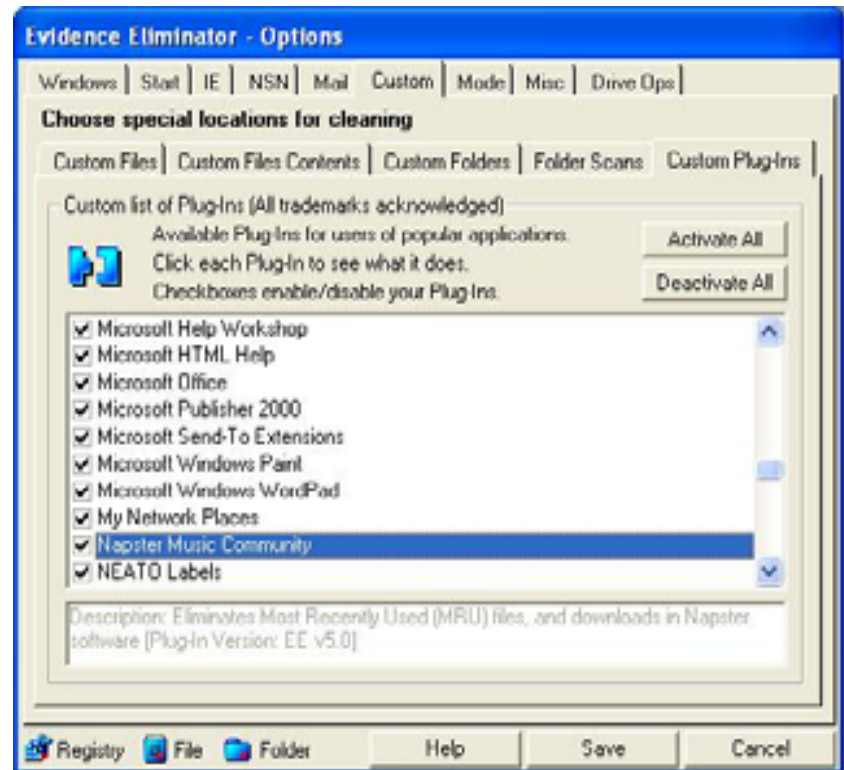 Evidence Eliminator - Options
Windows Start IE NSN Mail Custom Mode Misc Drive Ops
Choose special locations for cleaning
Custom Files Custom Files Contents Custom Folders Folder Scans Custom Plug-Ins
Custom list of Plug-Ins (All trademarks acknowledged)
Available Plug-Ins for users of popular applications.
Click each Plug-In to see what it does.
Checkboxes enable/disable your Plug-Ins.
Activate All
Deactivate All
Microsoft Help Workshop
Microsoft HTML Help
Microsoft Office
Microsoft Publisher 2000
Microsoft Send-To Extensions
Microsoft Windows Paint
Microsoft Windows WordPad
My Network Places
Napster Music Community
NEATO Labels
Description: Eliminates Most Recently Used (MRU) files, and downloads in Napster
software [Plug-In Version: EE v5.0]
Registry File Folder Help Save Cancel